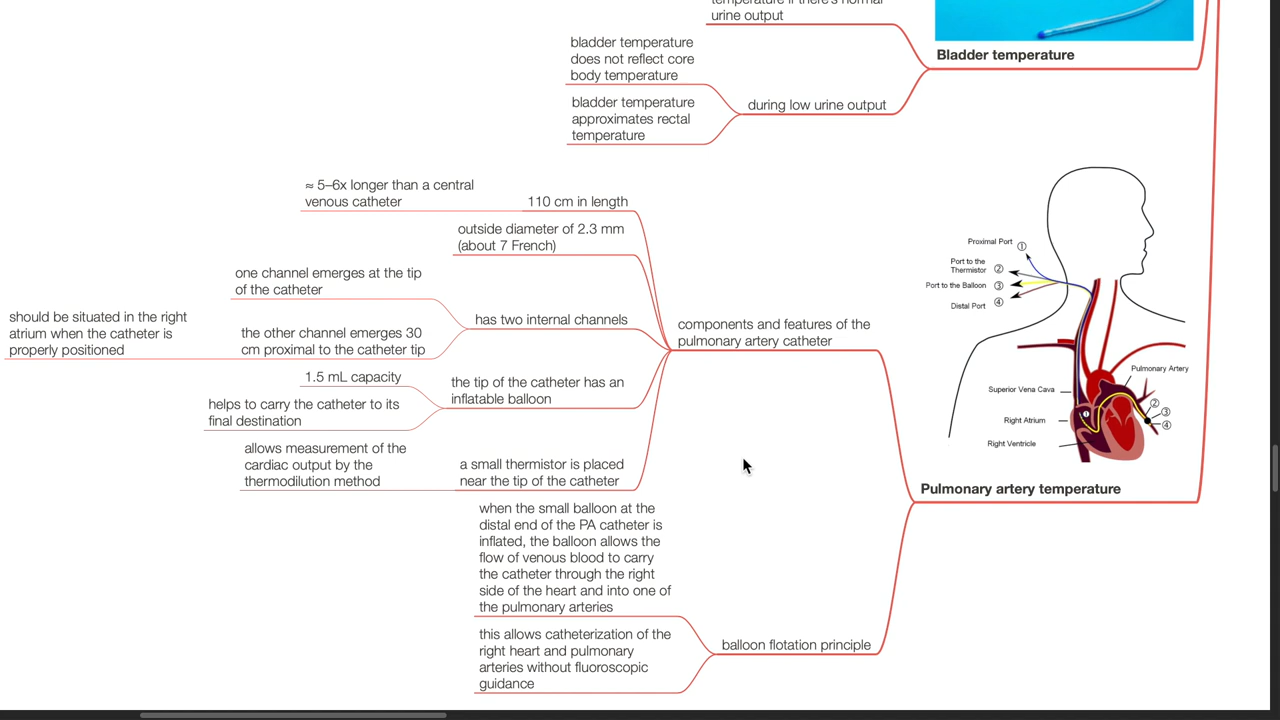 urine output
bladder temperature
does not reflect core
body temperature
bladder temperature
approximates rectal
temperature
during low urine output
Bladder temperature
≈ 5–6x longer than a central
venous catheter
110 cm in length
outside diameter of 2.3 mm
(about 7 French)
one channel emerges at the tip
of the catheter
should be situated in the right
atrium when the catheter is
properly positioned
the other channel emerges 30
cm proximal to the catheter tip
has two internal channels
1.5 mL capacity
helps to carry the catheter to its
final destination
the tip of the catheter has an
inflatable balloon
allows measurement of the
cardiac output by the
thermodilution method
a small thermistor is placed
near the tip of the catheter
components and features of the
pulmonary artery catheter
when the small balloon at the
distal end of the PA catheter is
inflated, the balloon allows the
flow of venous blood to carry
the catheter through the right
side of the heart and into one of
the pulmonary arteries
this allows catheterization of the
right heart and pulmonary
arteries without fluoroscopic
guidance
balloon flotation principle
Proximal Port ①
Port to the
Thermistor ②
Port to the Balloon ③
Distal Port ④
Pulmonary Artery
Superior Vena Cava
Right Atrium
Right Ventricle
①
②
③
④
Pulmonary artery temperature